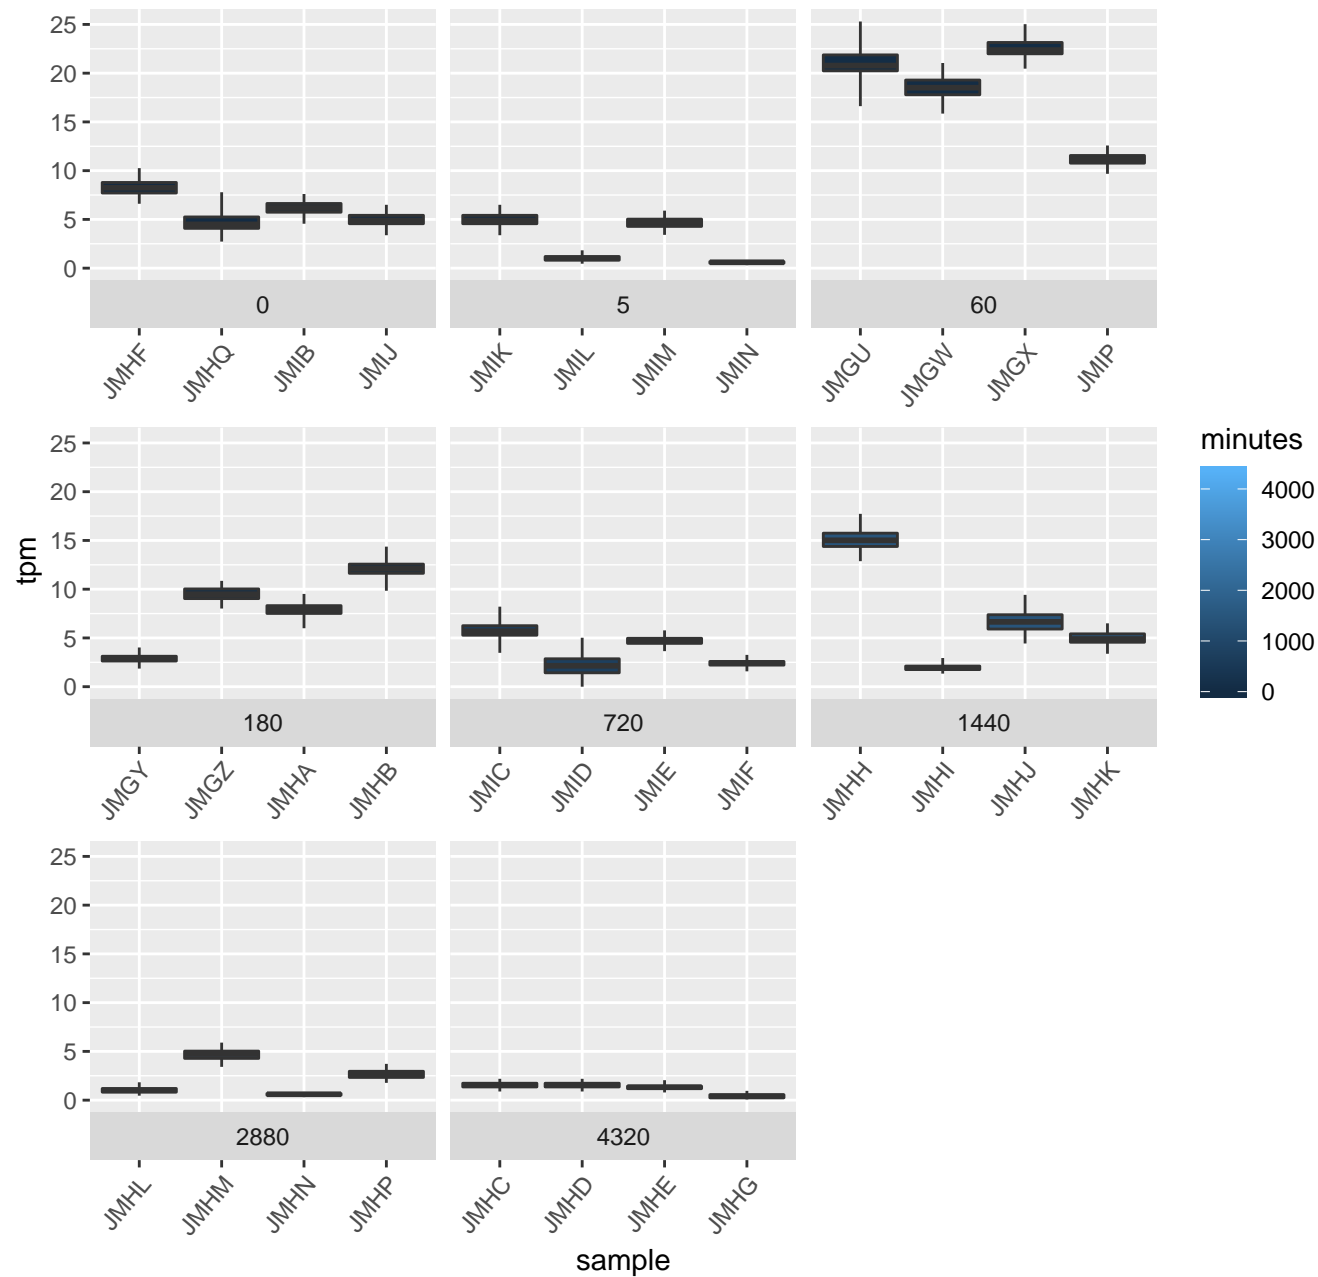 25
20
15
10
5
0
0
5
60
JMHF
JMHQ
JMIB
JMIJ
JMIK
JMIL
JMIM
JMIN
JMGU
JMGW
JMGX
JMIP
tpm
25
20
15
10
5
0
180
720
1440
JMGY
JMGZ
JMHA
JMHB
JMIC
JMID
JMIE
JMIF
JMHH
JMHI
JMHJ
JMHK
minutes
4000
3000
2000
1000
0
25
20
15
10
5
0
2880
4320
JMHL
JMHM
JMHN
JMHP
JMHC
JMHD
JMHE
JMHG
sample